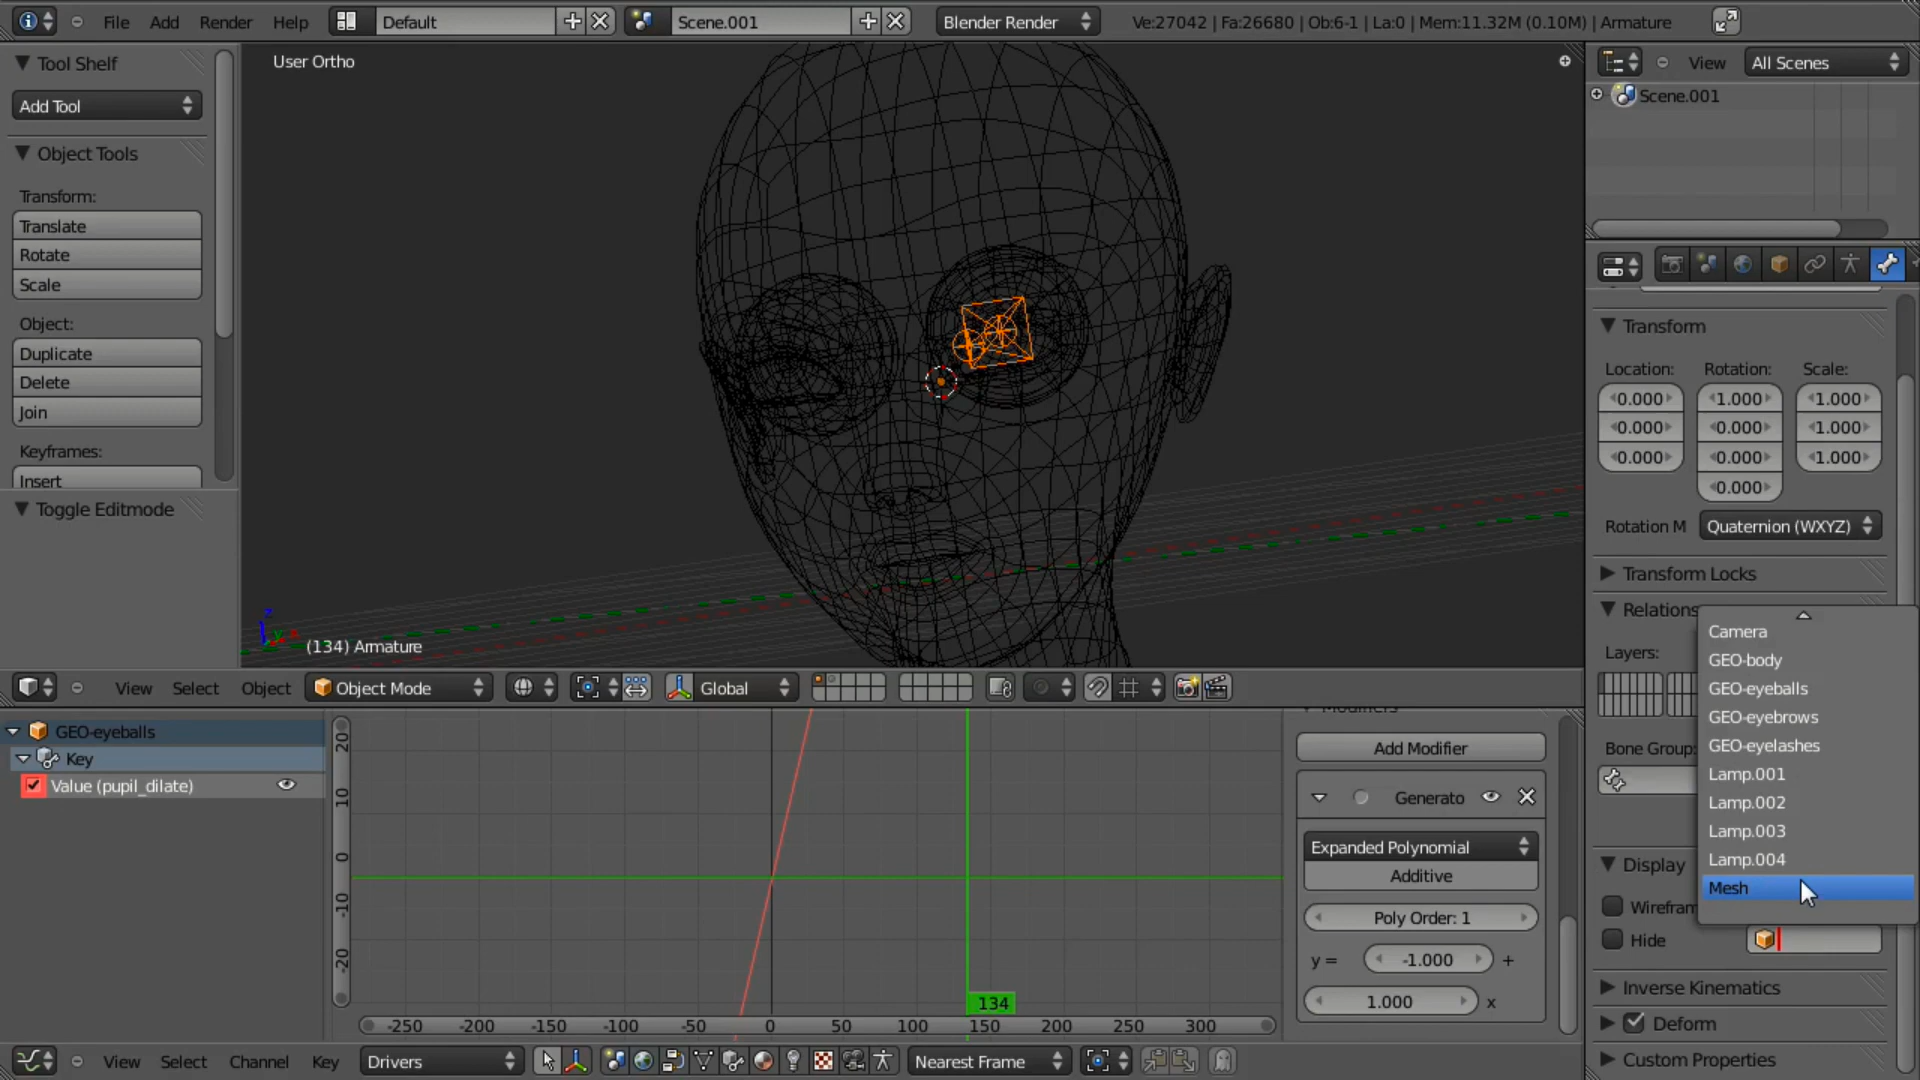 File Add Render Help Default Scene.001 Blender Render Ve:27042 | Fa:26680 | Ob:6-1 | La:0 | Mem:11.32M (0.10M) | Armature
Tool Shelf
Add Tool
Object Tools
Transform:
Translate
Rotate
Scale
Object:
Duplicate
Delete
Join
Keyframes:
Insert
Toggle Editmode
User Ortho
(134) Armature
View All Scenes
Scene.001
Transform
Location: Rotation: Scale:
0.000 1.000 1.000
0.000 0.000 1.000
0.000 0.000 1.000
0.000
Rotation M Quaternion (WXYZ)
Transform Locks
Relations
Layers:
Bone Group:
Camera
GEO-body
GEO-eyeballs
GEO-eyebrows
GEO-eyelashes
Lamp.001
Lamp.002
Lamp.003
Lamp.004
Mesh
Display
Wirefram
Hide
Inverse Kinematics
Deform
Custom Properties
View Select Object Object Mode Global
GEO-eyeballs
Key
Value (pupil_dilate)
20
10
0
-10
-20
134
-250 -200 -150 -100 -50 0 50 100 150 200 250 300
Modifiers
Add Modifier
Generato
Expanded Polynomial
Additive
Poly Order: 1
y = -1.000 +
1.000 x
View Select Channel Key Drivers Nearest Frame